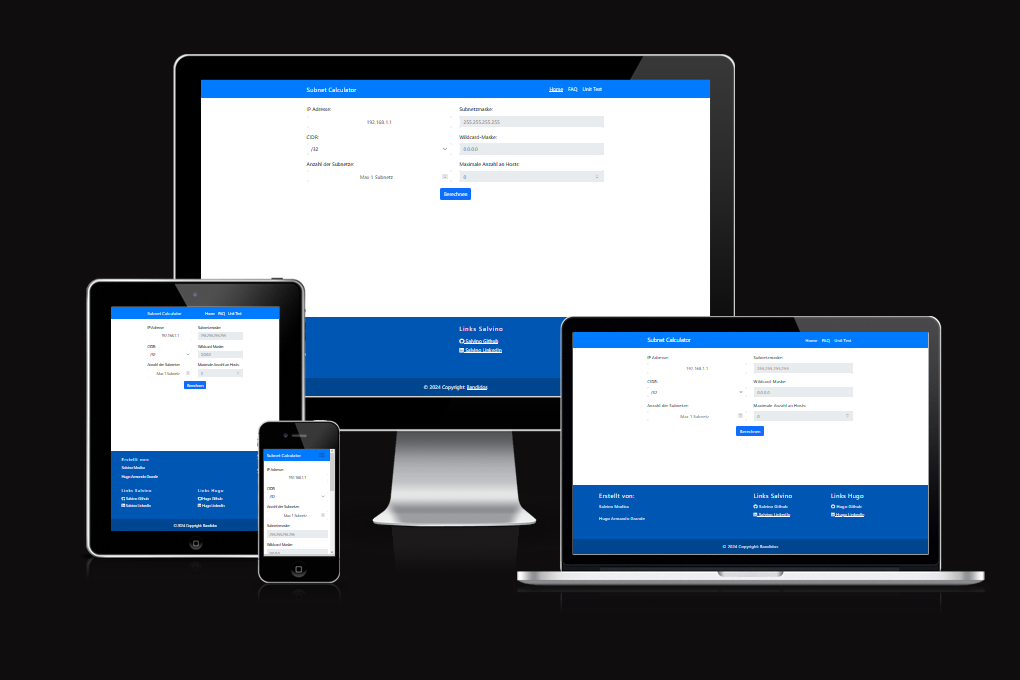 Subnet Calculator Home FAQ Unit Test
IP Adresse: Subnetzmaske:
192.168.1.1 255.255.255.255
CIDR: Wildcard-Maske:
/32 0.0.0.0
Anzahl der Subnetze: Maximale Anzahl an Hosts:
Max 1 Subnetz 0
Berechnen
Links Salvino
Salvino Github
Salvino LinkedIn
© 2024 Copyright: Bandidos
Subnet Calculator Home FAQ Unit Test
IP Adresse: Subnetzmaske:
192.168.1.1 255.255.255.255
CIDR: Wildcard-Maske:
/32 0.0.0.0
Anzahl der Subnetze: Maximale Anzahl an Hosts:
Max 1 Subnetz 0
Berechnen
Erstellt von:
Salvino Modica
Hugo Armando Grande
Links Salvino Links Hugo
Salvino Github Hugo Github
Salvino LinkedIn Hugo LinkedIn
© 2024 Copyright: Bandidos
Subnet Calculator
IP Adresse:
192.168.1.1
CIDR:
/32
Anzahl der Subnetze:
Max 1 Subnetz
Subnetzmaske:
255.255.255.255
Wildcard-Maske:
0.0.0.0
Subnet Calculator Home FAQ Unit Test
IP Adresse: Subnetzmaske:
192.168.1.1 255.255.255.255
CIDR: Wildcard-Maske:
/32 0.0.0.0
Anzahl der Subnetze: Maximale Anzahl an Hosts:
Max 1 Subnetz 0
Berechnen
Erstellt von: Links Salvino Links Hugo
Salvino Modica Salvino Github Hugo Github
Salvino LinkedIn Hugo LinkedIn
Hugo Armando Grande
© 2024 Copyright: Bandidos